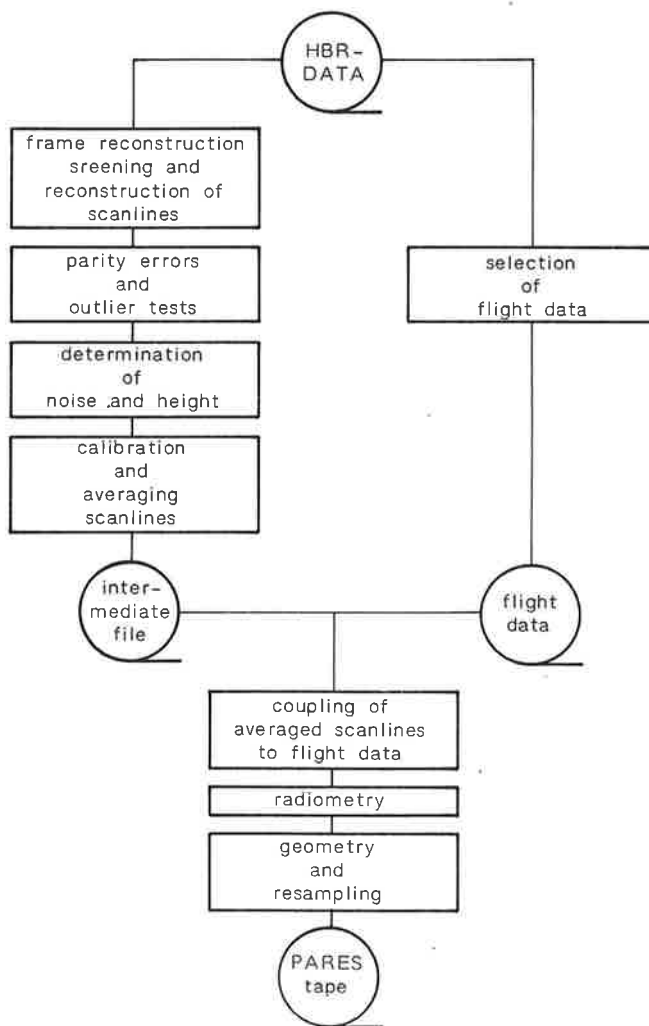 HBR-
DATA
frame reconstruction
sreening and
reconstruction of
scanlines
parity errors
and
outlier tests
determination
of
noise and height
calibration
and
averaging
scanlines
selection
of
flight data
inter-
mediate
file
flight
data
coupling of
averaged scanlines
to flight data
radiometry
geometry
and
resampling
PARES
tape